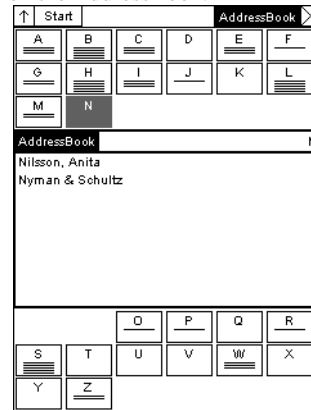 ↑ Start AddressBook
A B C D E F
G H I J K L
M N
AddressBook
Nilsson, Anita
Nyman & Schultz
O P Q R
S T U V W X
Y Z